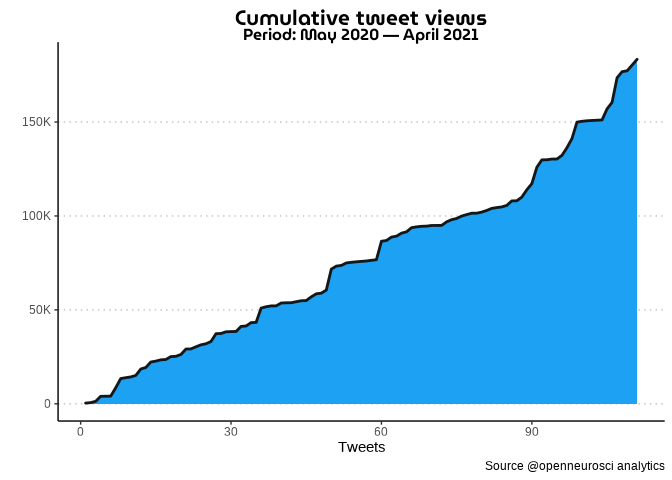 Cumulative tweet views
Period: May 2020 — April 2021
150K
100K
50K
0
0 30 60 90
Tweets
Source @openneurosci analytics